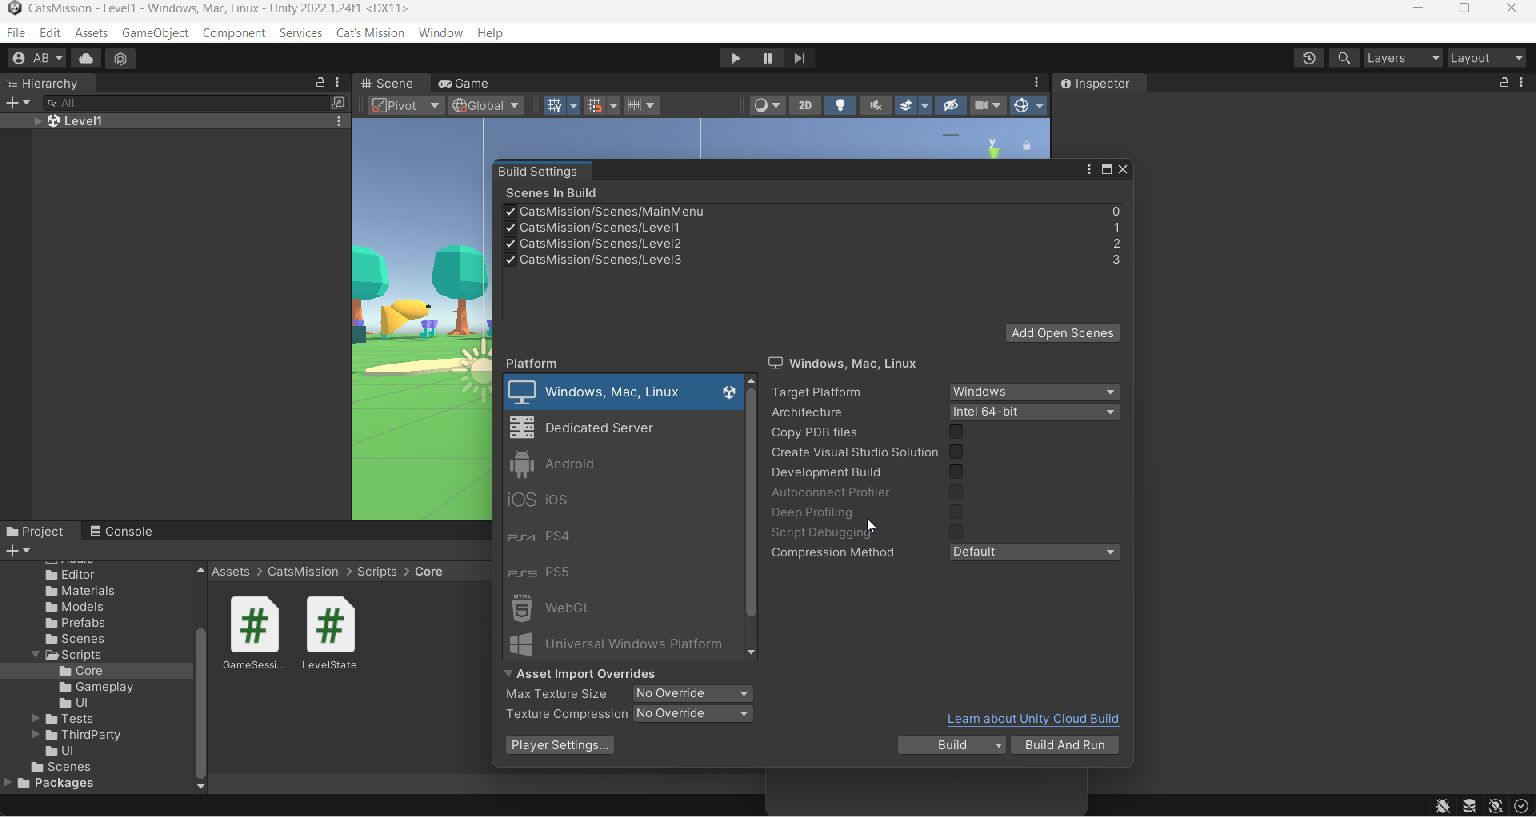 CatsMission - Level1 - Windows, Mac, Linux - Unity 2022.1.24f1 <DX11>
File Edit Assets GameObject Component Services Cat's Mission Window Help
AB Layers Layout
Hierarchy Scene Game Inspector
All Pivot Global 2D
Level1
y
Build Settings
Scenes In Build
CatsMission/Scenes/MainMenu 0
CatsMission/Scenes/Level1 1
CatsMission/Scenes/Level2 2
CatsMission/Scenes/Level3 3
Add Open Scenes
Platform
Windows, Mac, Linux
Dedicated Server
Android
iOS iOS
PS4 PS4
PS5 PS5
HTML 5 WebGL
Universal Windows Platform
Windows, Mac, Linux
Target Platform Windows
Architecture Intel 64-bit
Copy PDB files
Create Visual Studio Solution
Development Build
Autoconnect Profiler
Deep Profiling
Script Debugging
Compression Method Default
Asset Import Overrides
Max Texture Size No Override
Texture Compression No Override
Learn about Unity Cloud Build
Player Settings... Build Build And Run
Project Console
Editor
Materials
Models
Prefabs
Scenes
Scripts
Core
Gameplay
UI
Tests
ThirdParty
UI
Scenes
Packages
Assets > CatsMission > Scripts > Core
# #
GameSessi... LevelState